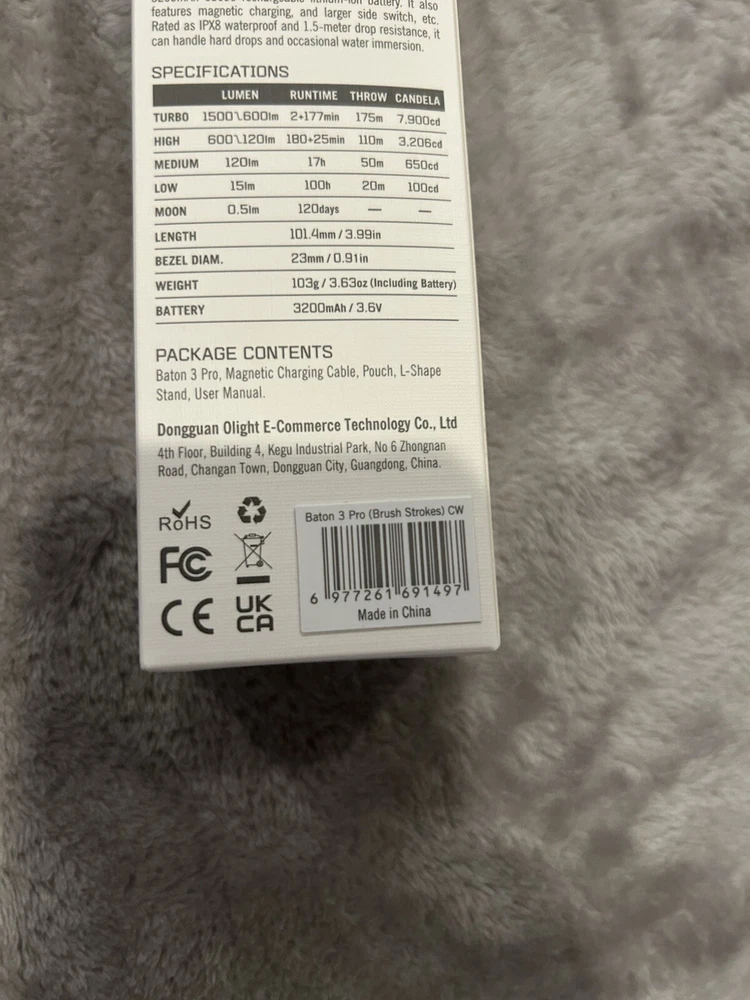 rechargeable lithium-ion battery. It also
features magnetic charging, and larger side switch, etc.
Rated as IPX8 waterproof and 1.5-meter drop resistance, it
can handle hard drops and occasional water immersion.
SPECIFICATIONS
LUMEN RUNTIME THROW CANDELA
TURBO 1500\600lm 2+177min 175m 7,900cd
HIGH 600\120lm 180+25min 110m 3,206cd
MEDIUM 120lm 17h 50m 650cd
LOW 15lm 100h 20m 100cd
MOON 0.5lm 120days — —
LENGTH 101.4mm / 3.99in
BEZEL DIAM. 23mm / 0.91in
WEIGHT 103g / 3.63oz (Including Battery)
BATTERY 3200mAh / 3.6V
PACKAGE CONTENTS
Baton 3 Pro, Magnetic Charging Cable, Pouch, L-Shape
Stand, User Manual.
Dongguan Olight E-Commerce Technology Co., Ltd
4th Floor, Building 4, Kegu Industrial Park, No 6 Zhongnan
Road, Changan Town, Dongguan City, Guangdong, China.
RoHS
FC
CE
UK
CA
Baton 3 Pro (Brush Strokes) CW
6 977261 691497
Made in China